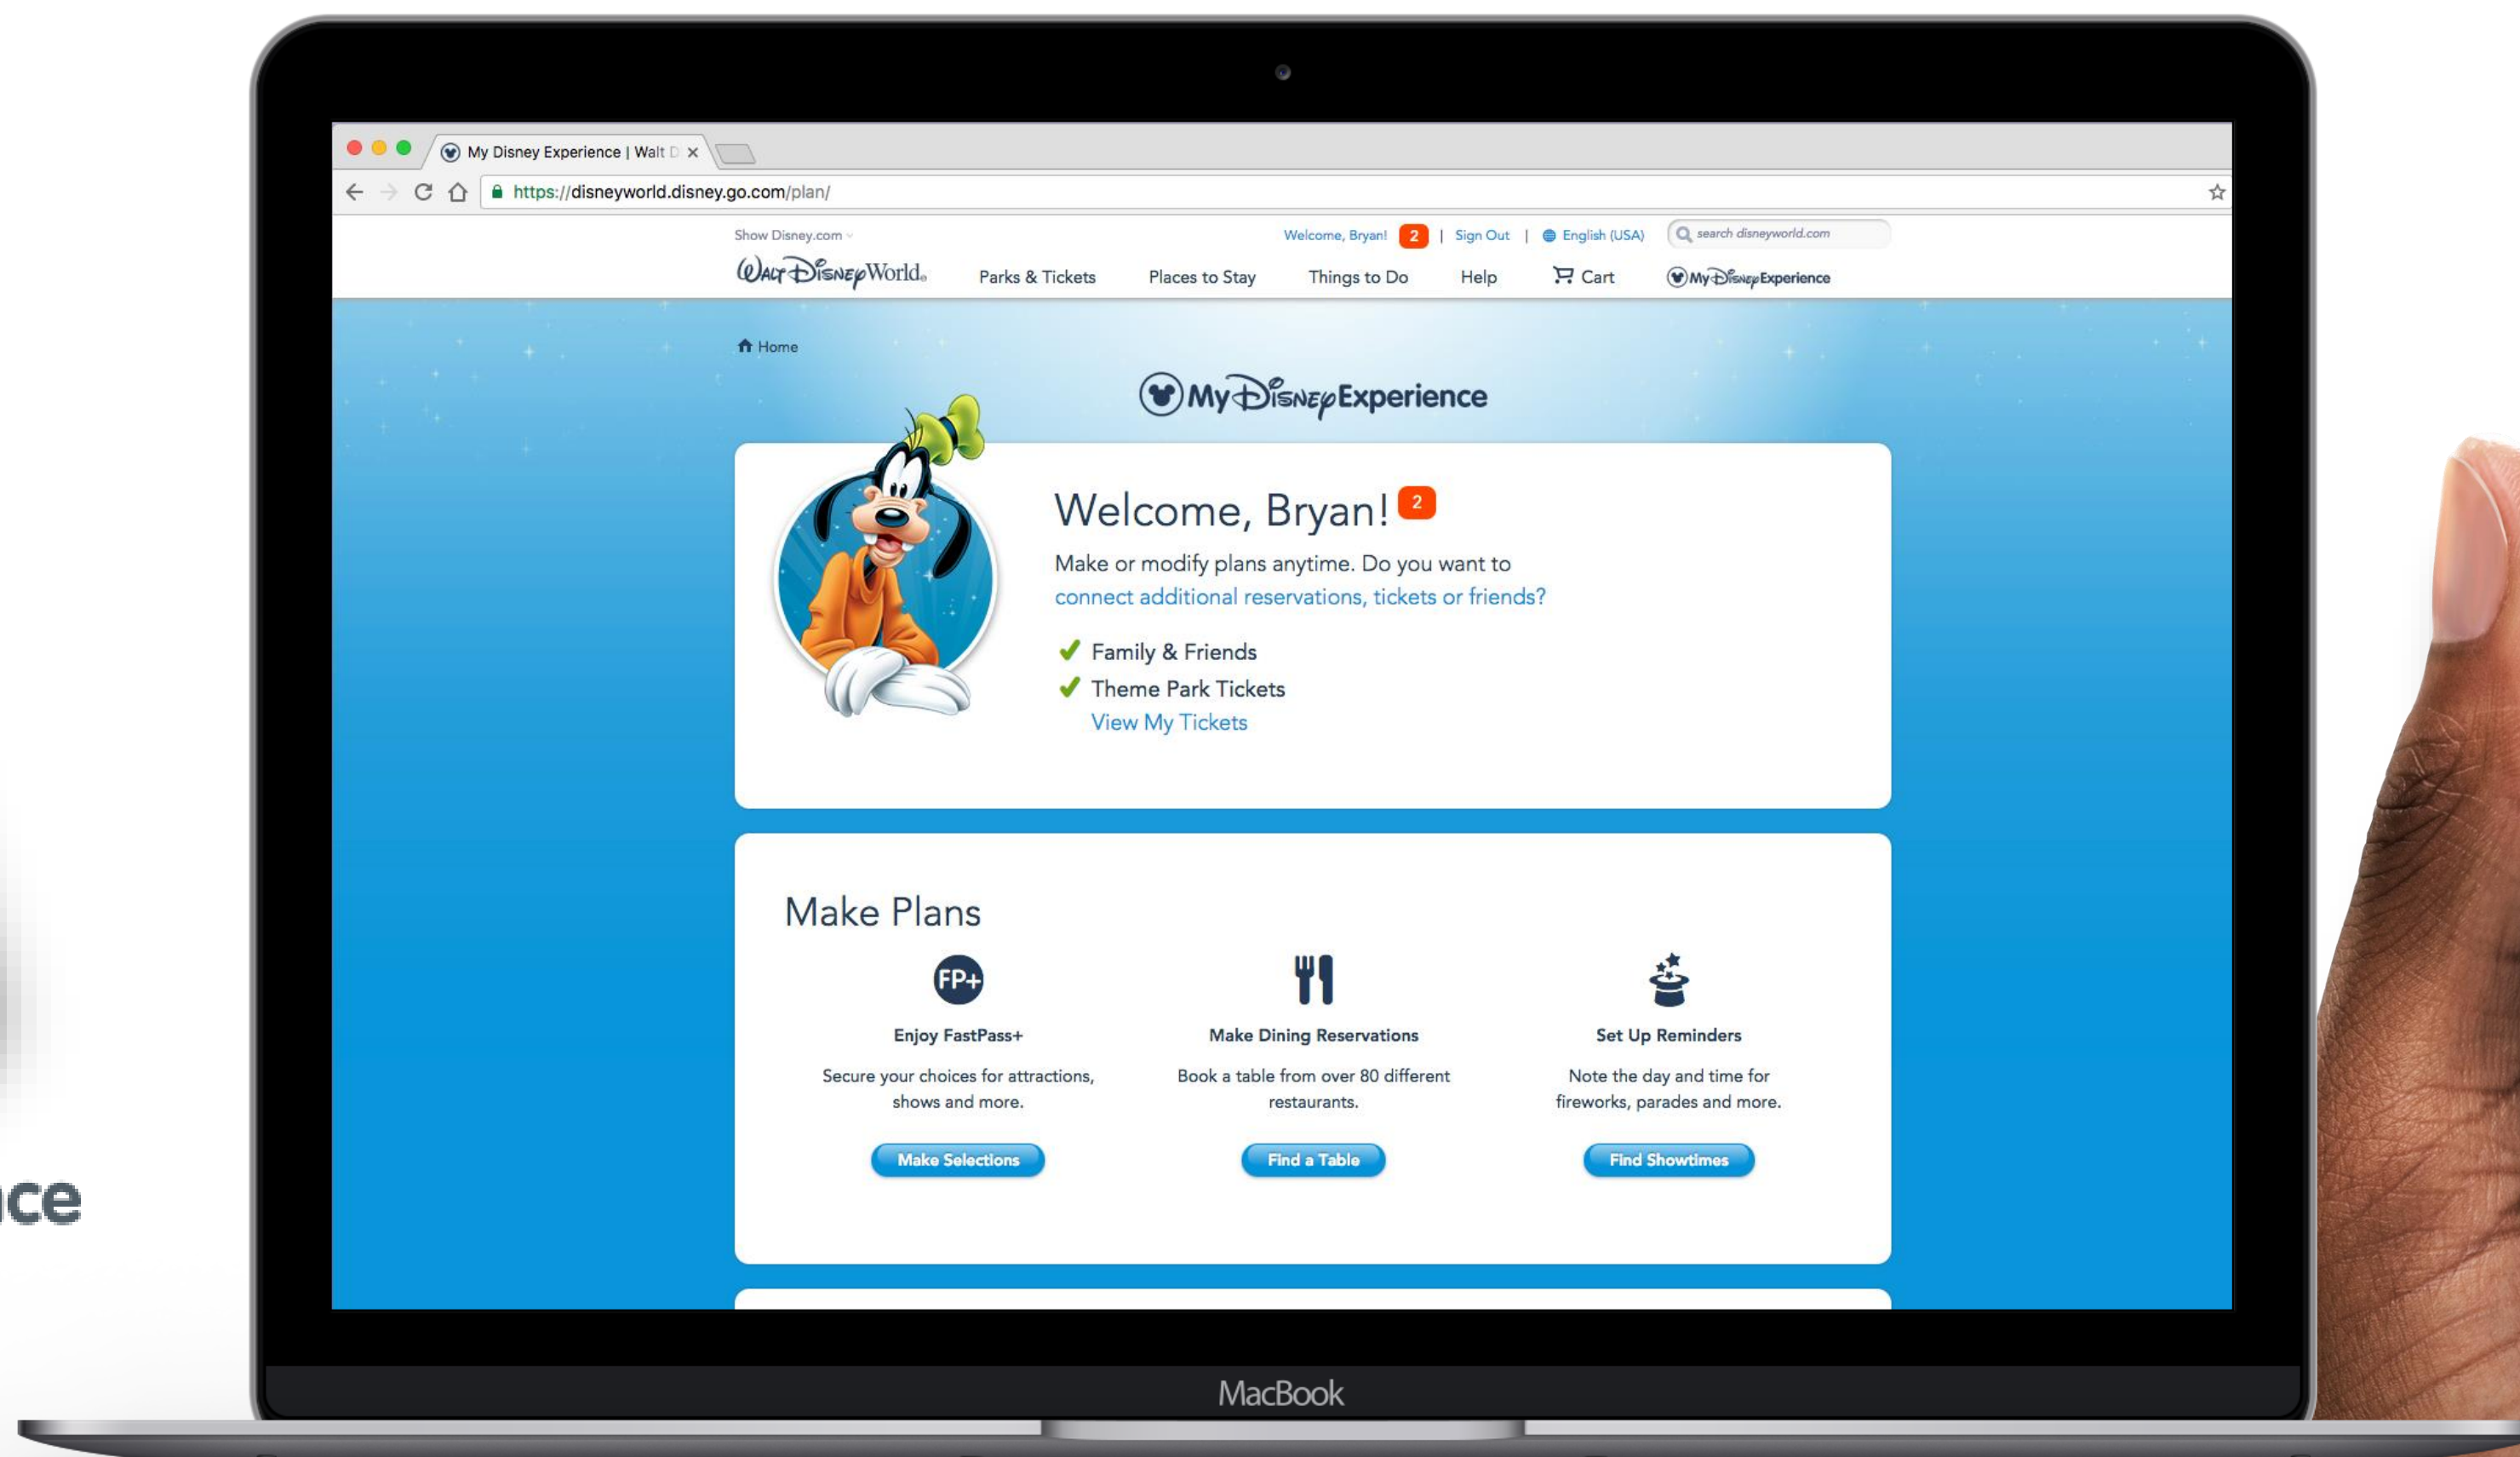 My Disney Experience | Walt D
https://disneyworld.disney.go.com/plan/
Show Disney.com
Welcome, Bryan! 2 | Sign Out | English (USA)
search disneyworld.com
Walt Disney World.
Parks & Tickets
Places to Stay
Things to Do
Help
Cart
My Disney Experience
Home
My Disney Experience
Welcome, Bryan! 2
Make or modify plans anytime. Do you want to
connect additional reservations, tickets or friends?
Family & Friends
Theme Park Tickets
View My Tickets
Make Plans
FP+
Enjoy FastPass+
Secure your choices for attractions,
shows and more.
Make Selections
Make Dining Reservations
Book a table from over 80 different
restaurants.
Find a Table
Set Up Reminders
Note the day and time for
fireworks, parades and more.
Find Showtimes
MacBook